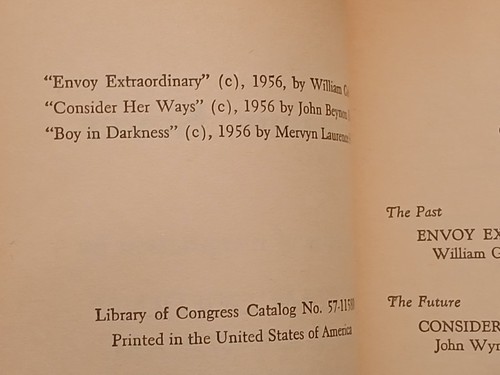 "Envoy Extraordinary" (c), 1956, by William
"Consider Her Ways" (c), 1956 by John Beynon
"Boy in Darkness" (c), 1956 by Mervyn Laurence
Library of Congress Catalog No.
Printed in the United States of America
The Past
ENVOY
William
The Future
CONSIDER
John